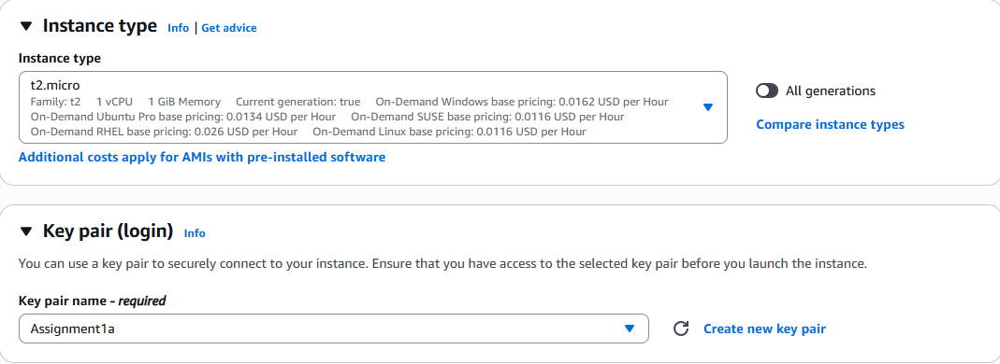 Instance type Info | Get advice
Instance type
t2.micro
Family: t2 1 vCPU 1 GiB Memory Current generation: true On-Demand Windows base pricing: 0.0162 USD per Hour
On-Demand Ubuntu Pro base pricing: 0.0134 USD per Hour On-Demand SUSE base pricing: 0.0116 USD per Hour
On-Demand RHEL base pricing: 0.026 USD per Hour On-Demand Linux base pricing: 0.0116 USD per Hour
All generations
Compare instance types
Additional costs apply for AMIs with pre-installed software
Key pair (login) Info
You can use a key pair to securely connect to your instance. Ensure that you have access to the selected key pair before you launch the instance.
Key pair name - required
Assignment1a
Create new key pair